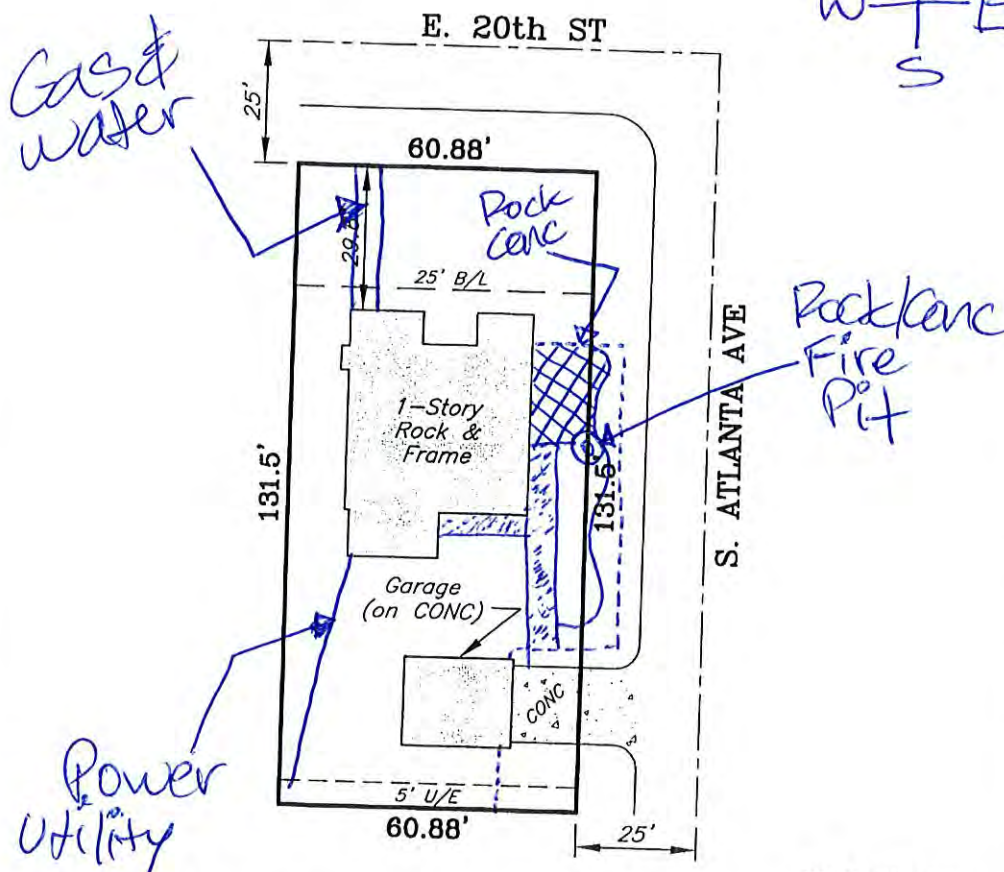 W E
S
E. 20th ST
Gas &
water
25'
60.88'
Rock
conc
25' B/L
Rock/Conc
Fire
Pit
1-Story
Rock &
Frame
131.5'
131.5'
S. ATLANTA AVE
Garage
(on CONC)
CONC
Power
Utility
5' U/E
60.88'
25'